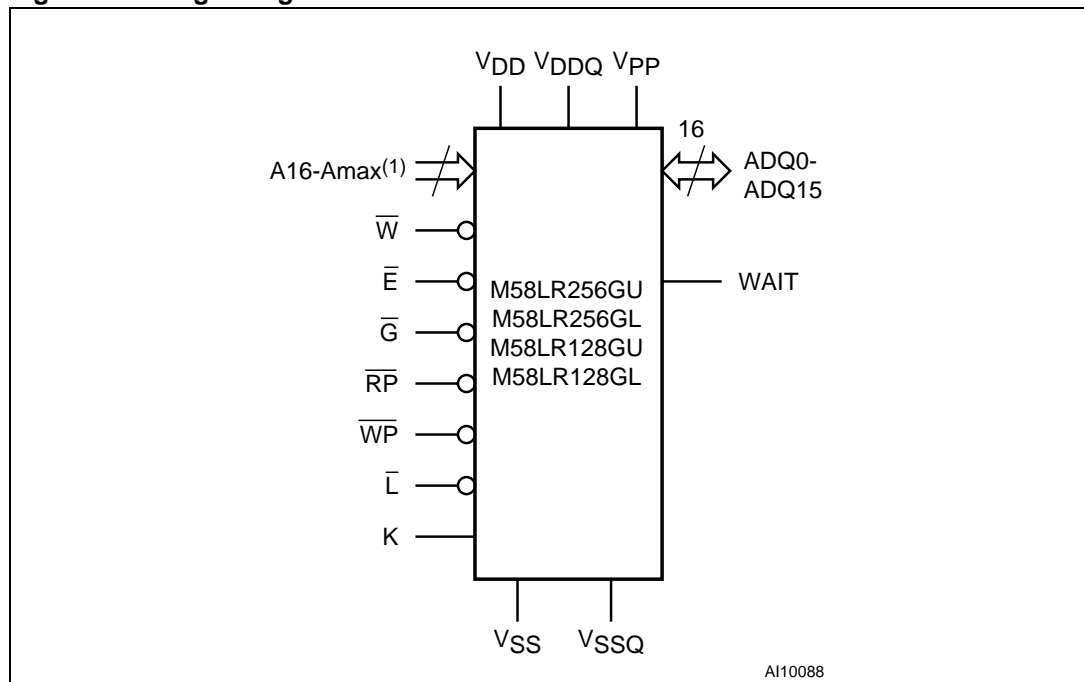 VDD VDDQ VPP
16
A16-Amax(1)
ADQ0-
ADQ15
W
E
WAIT
G
RP
WP
L
K
M58LR256GU
M58LR256GL
M58LR128GU
M58LR128GL
VSS VSSQ
AI10088